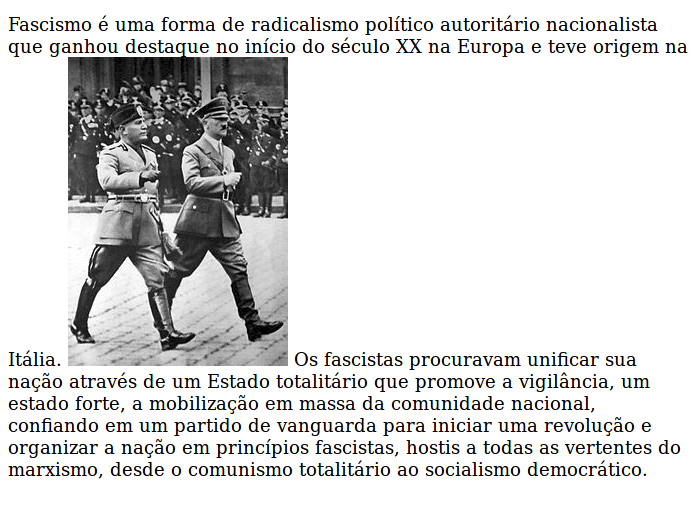 Fascismo é uma forma de radicalismo político autoritário nacionalista
que ganhou destaque no início do século XX na Europa e teve origem na
Itália. Os fascistas procuravam unificar sua
nação através de um Estado totalitário que promove a vigilância, um
estado forte, a mobilização em massa da comunidade nacional,
confiando em um partido de vanguarda para iniciar uma revolução e
organizar a nação em princípios fascistas, hostis a todas as vertentes do
marxismo, desde o comunismo totalitário ao socialismo democrático.